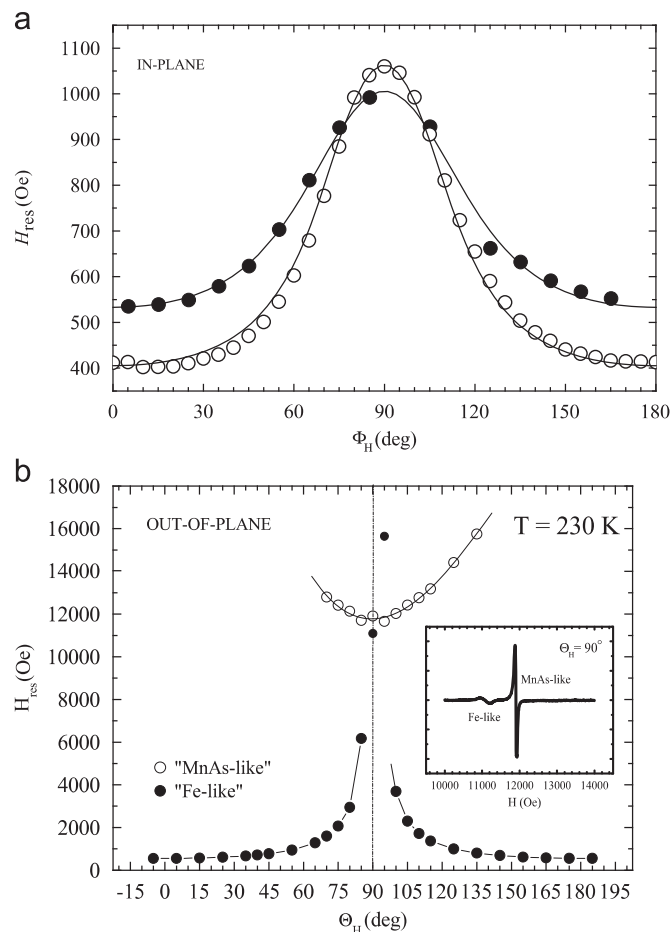 a
IN-PLANE
1100
1000
900
800
700
600
500
400
H_res (Oe)
0 30 60 90 120 150 180
Φ_H (deg)
b
OUT-OF-PLANE
T = 230 K
18000
16000
14000
12000
10000
8000
6000
4000
2000
0
H_res (Oe)
"MnAs-like"
"Fe-like"
Θ_H = 90°
MnAs-like
Fe-like
10000 11000 12000 13000 14000
H (Oe)
-15 0 15 30 45 60 75 90 105 120 135 150 165 180 195
Θ_H (deg)